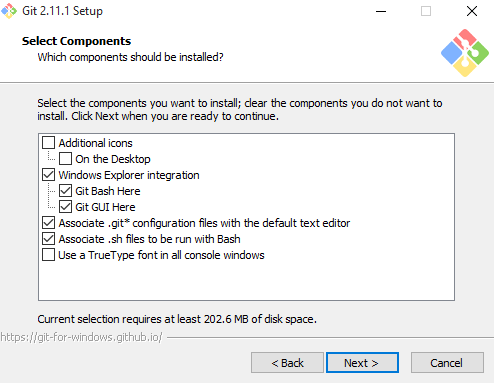 Git 2.11.1 Setup
Select Components
Which components should be installed?
Select the components you want to install; clear the components you do not want to
install. Click Next when you are ready to continue.
Additional icons
On the Desktop
Windows Explorer integration
Git Bash Here
Git GUI Here
Associate .git* configuration files with the default text editor
Associate .sh files to be run with Bash
Use a TrueType font in all console windows
Current selection requires at least 202.6 MB of disk space.
https://git-for-windows.github.io/
< Back
Next >
Cancel